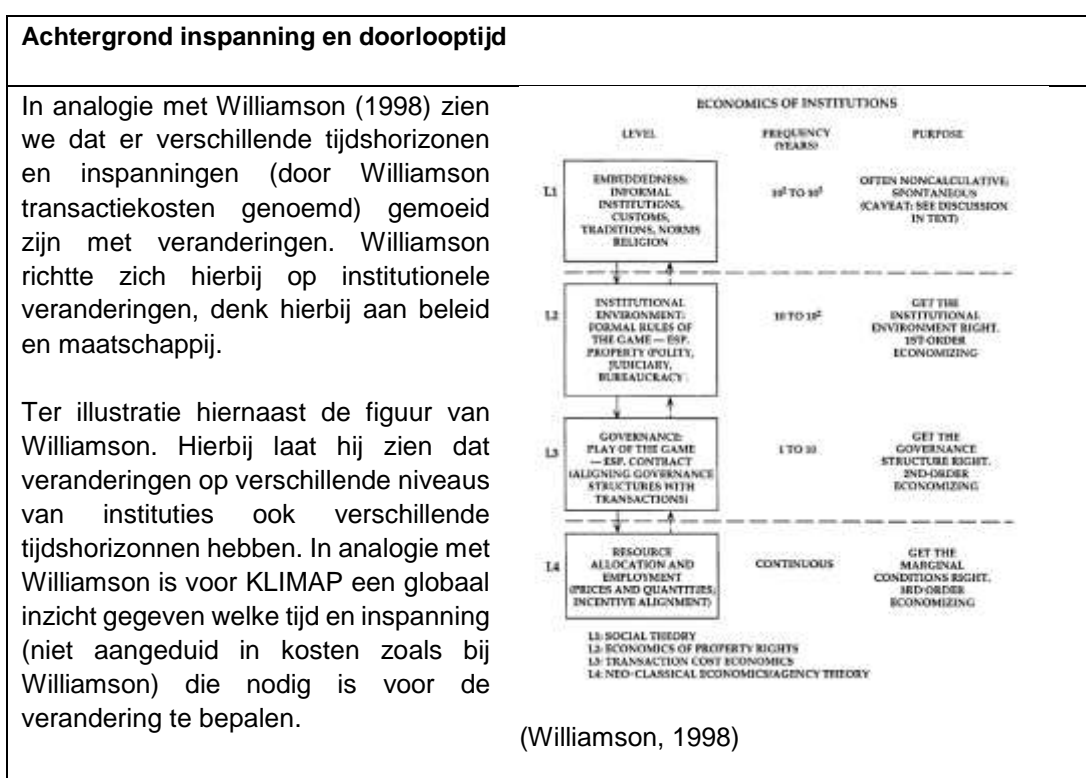 Achtergrond inspanning en doorlooptijd
In analogie met Williamson (1998) zien
we dat er verschillende tijdshorizonen
en inspanningen (door Williamson
transactiekosten genoemd) gemoeid
zijn met veranderingen. Williamson
richtte zich hierbij op institutionele
veranderingen, denk hierbij aan beleid
en maatschappij.
Ter illustratie hiernaast de figuur van
Williamson. Hierbij laat hij zien dat
veranderingen op verschillende niveaus
van instituties ook verschillende
tijdshorizonnen hebben. In analogie met
Williamson is voor KLIMAP een globaal
inzicht gegeven welke tijd en inspanning
(niet aangeduid in kosten zoals bij
Williamson) die nodig is voor de
verandering te bepalen.
ECONOMICS OF INSTITUTIONS
LEVEL
FREQUENCY
(YEARS)
PURPOSE
L1
EMBEDDEDNESS:
INFORMAL
INSTITUTIONS,
CUSTOMS,
TRADITIONS, NORMS
RELIGION
10² TO 10³
OFTEN NONCALCULATIVE;
SPONTANEOUS
(CAVEAT: SEE DISCUSSION
IN TEXT)
L2
INSTITUTIONAL
ENVIRONMENT:
FORMAL RULES OF
THE GAME — ESP.
PROPERTY (POLITY,
JUDICIARY,
BUREAUCRACY
10 TO 10²
GET THE
INSTITUTIONAL
ENVIRONMENT RIGHT.
1ST ORDER
ECONOMIZING
L3
GOVERNANCE:
PLAY OF THE GAME
— ESP. CONTRACT
(ALIGNING GOVERNANCE
STRUCTURES WITH
TRANSACTIONS)
1 TO 10
GET THE
GOVERNANCE
STRUCTURE RIGHT.
2ND ORDER
ECONOMIZING
L4
RESOURCE
ALLOCATION AND
EMPLOYMENT
(PRICES AND QUANTITIES;
INCENTIVE ALIGNMENT)
CONTINUOUS
GET THE
MARGINAL
CONDITIONS RIGHT.
3RD ORDER
ECONOMIZING
L1: SOCIAL THEORY
L2: ECONOMICS OF PROPERTY RIGHTS
L3: TRANSACTION COST ECONOMICS
L4: NEO-CLASSICAL ECONOMICS/AGENCY THEORY
(Williamson, 1998)